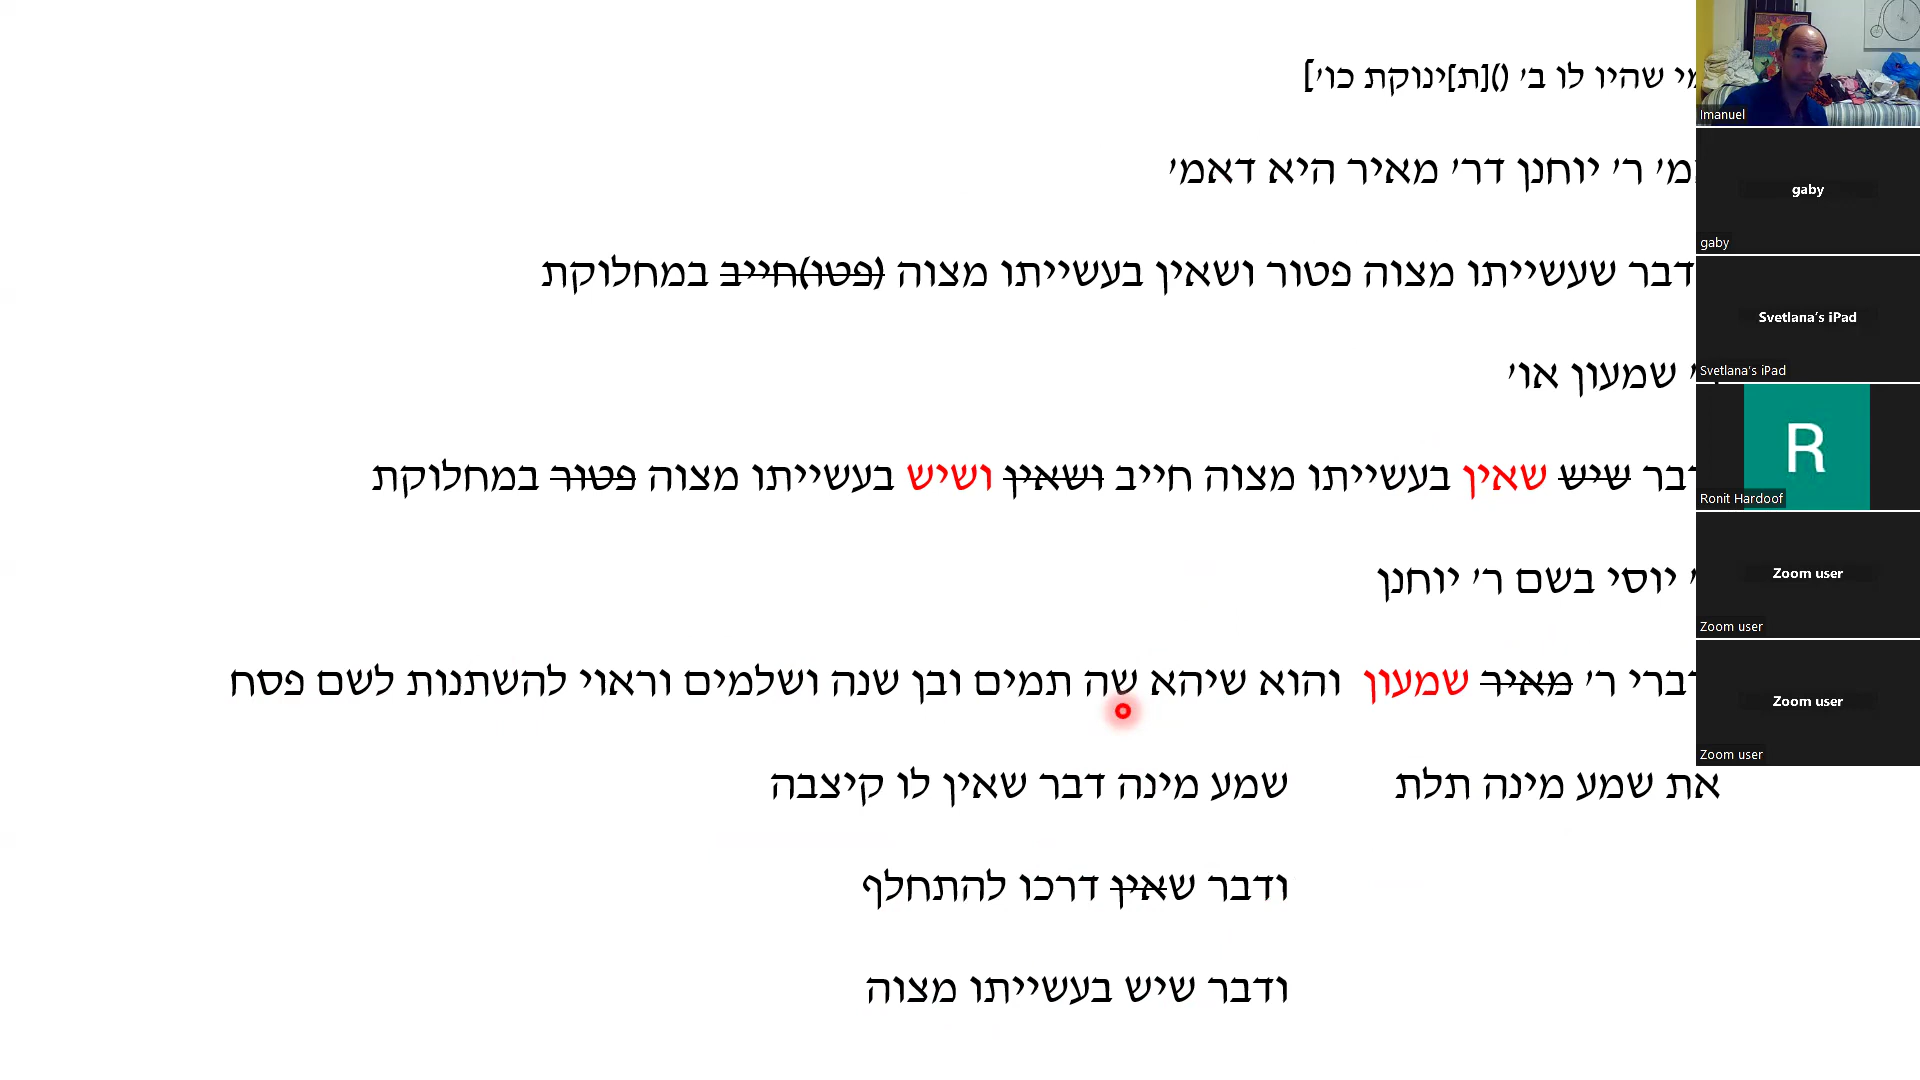 שהיו לו ב׳ ()[ת]ינוקת כו׳]
ר׳ יוחנן דר׳ מאיר היא דאמ׳
דבר שעשייתו מצוה פטור ושאין בעשייתו מצוה (פטו)חייב במחלוקת
שמעון או׳
שיש שאין בעשייתו מצוה חייב ושאין ושיש בעשייתו מצוה פטור במחלוקת
יוסי בשם ר׳ יוחנן
ר׳ מאיר שמעון והוא שיהא שה תמים ובן שנה ושלמים וראוי להשתנות לשם פסח
את שמע מינה תלת שמע מינה דבר שאין לו קיצבה
ודבר שאין דרכו להתחלף
ודבר שיש בעשייתו מצוה
Imanuel
gaby
gaby
Svetlana's iPad
Svetlana's iPad
R
Ronit Hardoof
Zoom user
Zoom user
Zoom user
Zoom user